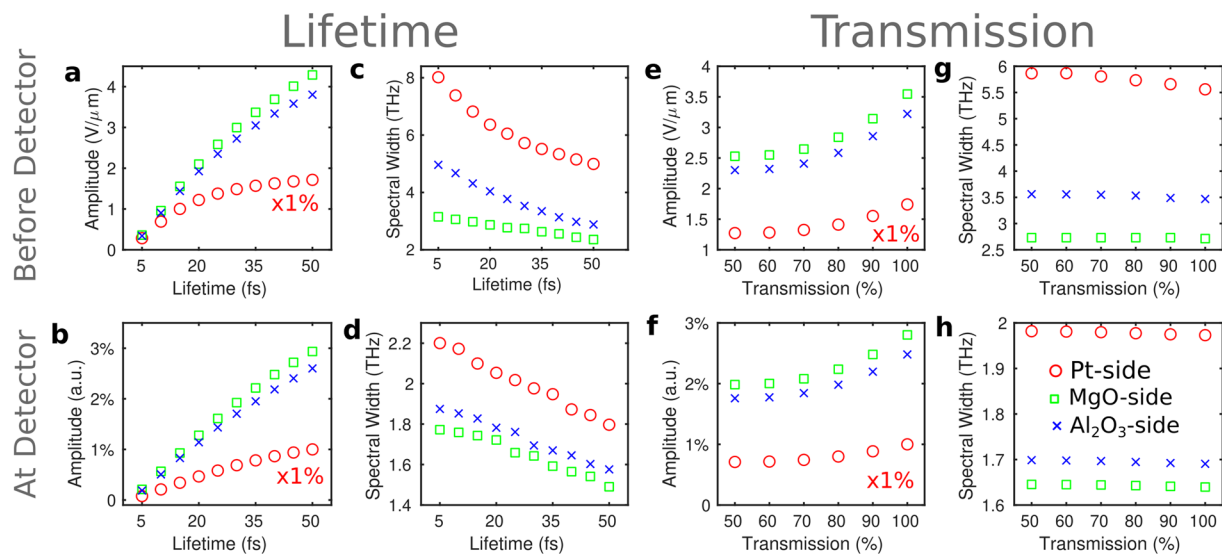 Lifetime
Transmission
Before Detector
At Detector
a
Amplitude (V/μm)
4
3
2
1
0
5 20 35 50
Lifetime (fs)
x1%
c
Spectral Width (THz)
8
6
4
2
5 20 35 50
Lifetime (fs)
e
Amplitude (V/μm)
4
3.5
3
2.5
2
1.5
1
50 60 70 80 90 100
Transmission (%)
x1%
g
Spectral Width (THz)
6
5.5
5
4.5
4
3.5
3
2.5
50 60 70 80 90 100
Transmission (%)
b
Amplitude (a.u.)
3%
2%
1%
0
5 20 35 50
Lifetime (fs)
x1%
d
Spectral Width (THz)
2.2
2
1.8
1.6
1.4
5 20 35 50
Lifetime (fs)
f
Amplitude (a.u.)
3%
2%
1%
0
50 60 70 80 90 100
Transmission (%)
x1%
h
Spectral Width (THz)
2
1.9
1.8
1.7
1.6
50 60 70 80 90 100
Transmission (%)
Pt-side
MgO-side
Al₂O₃-side